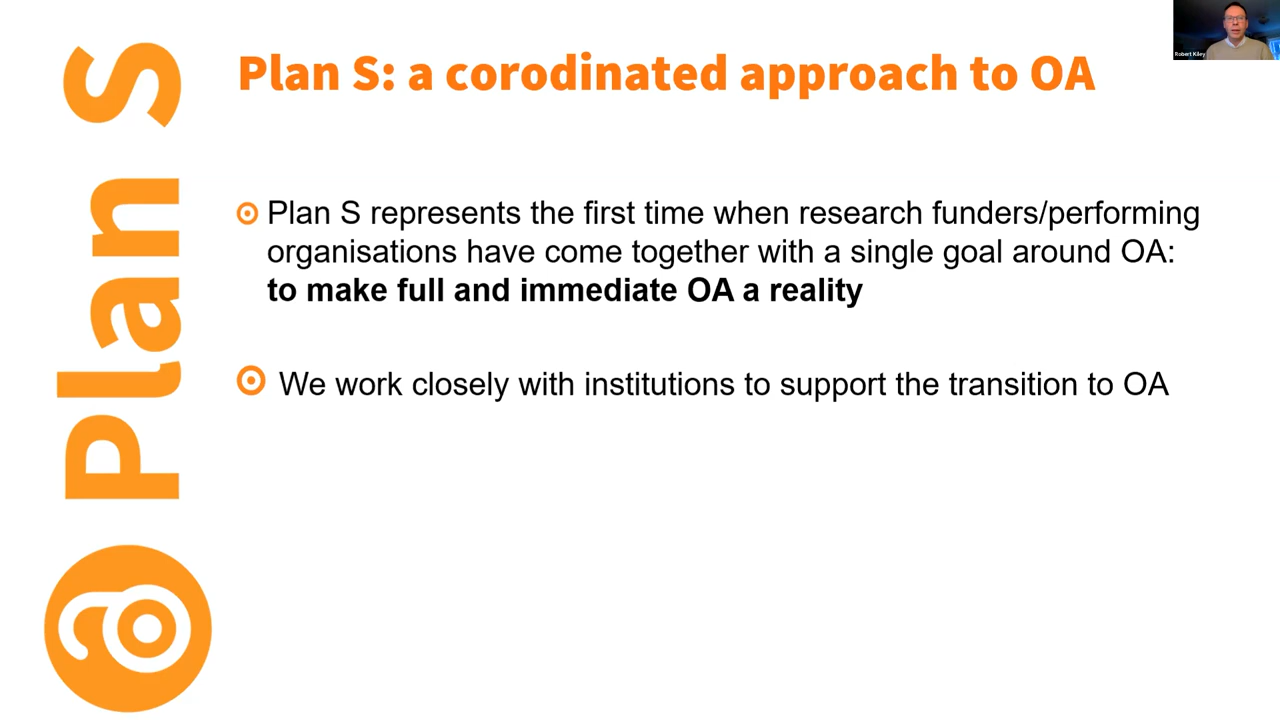 Plan S
Plan S: a corodinated approach to OA
Robert Kiley
Plan S represents the first time when research funders/performing
organisations have come together with a single goal around OA:
to make full and immediate OA a reality
We work closely with institutions to support the transition to OA